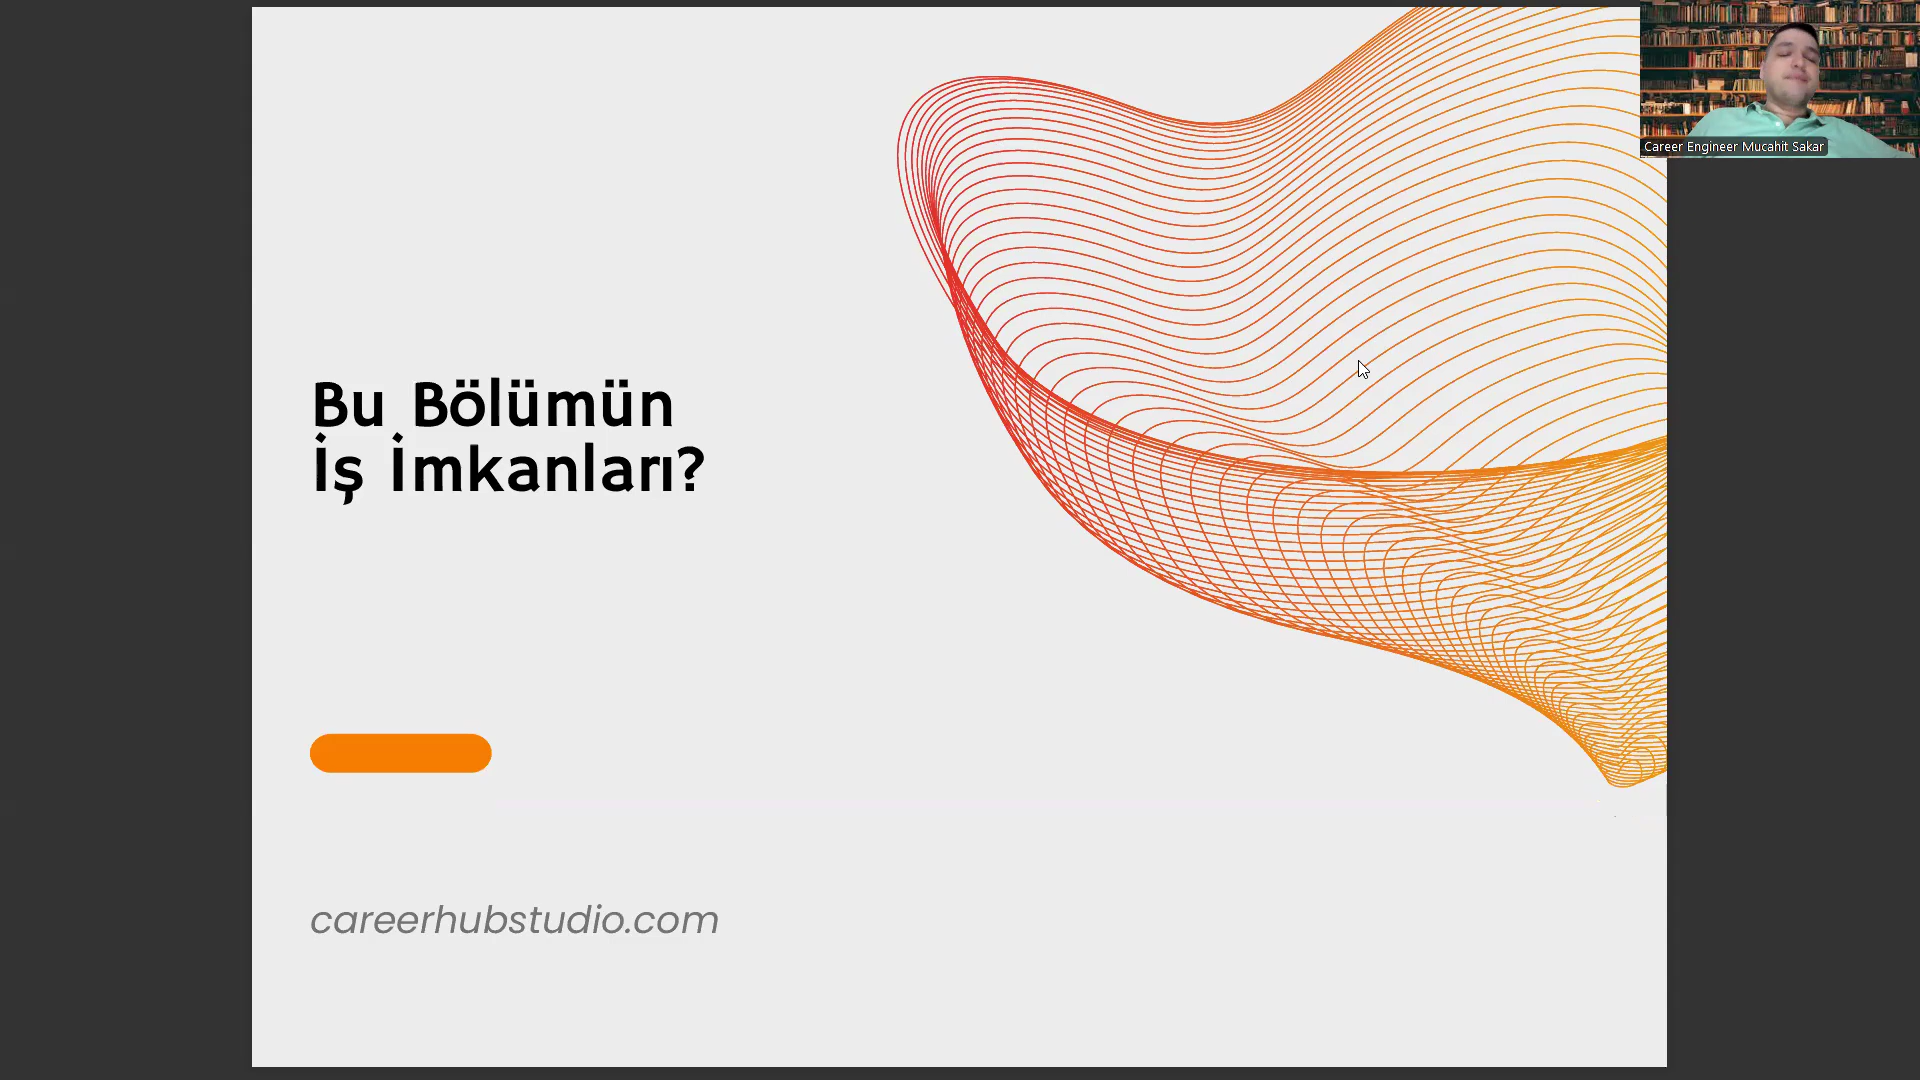 Career Engineer Mucahit Sakar
Bu Bölümün
İş İmkanları?
careerhubstudio.com